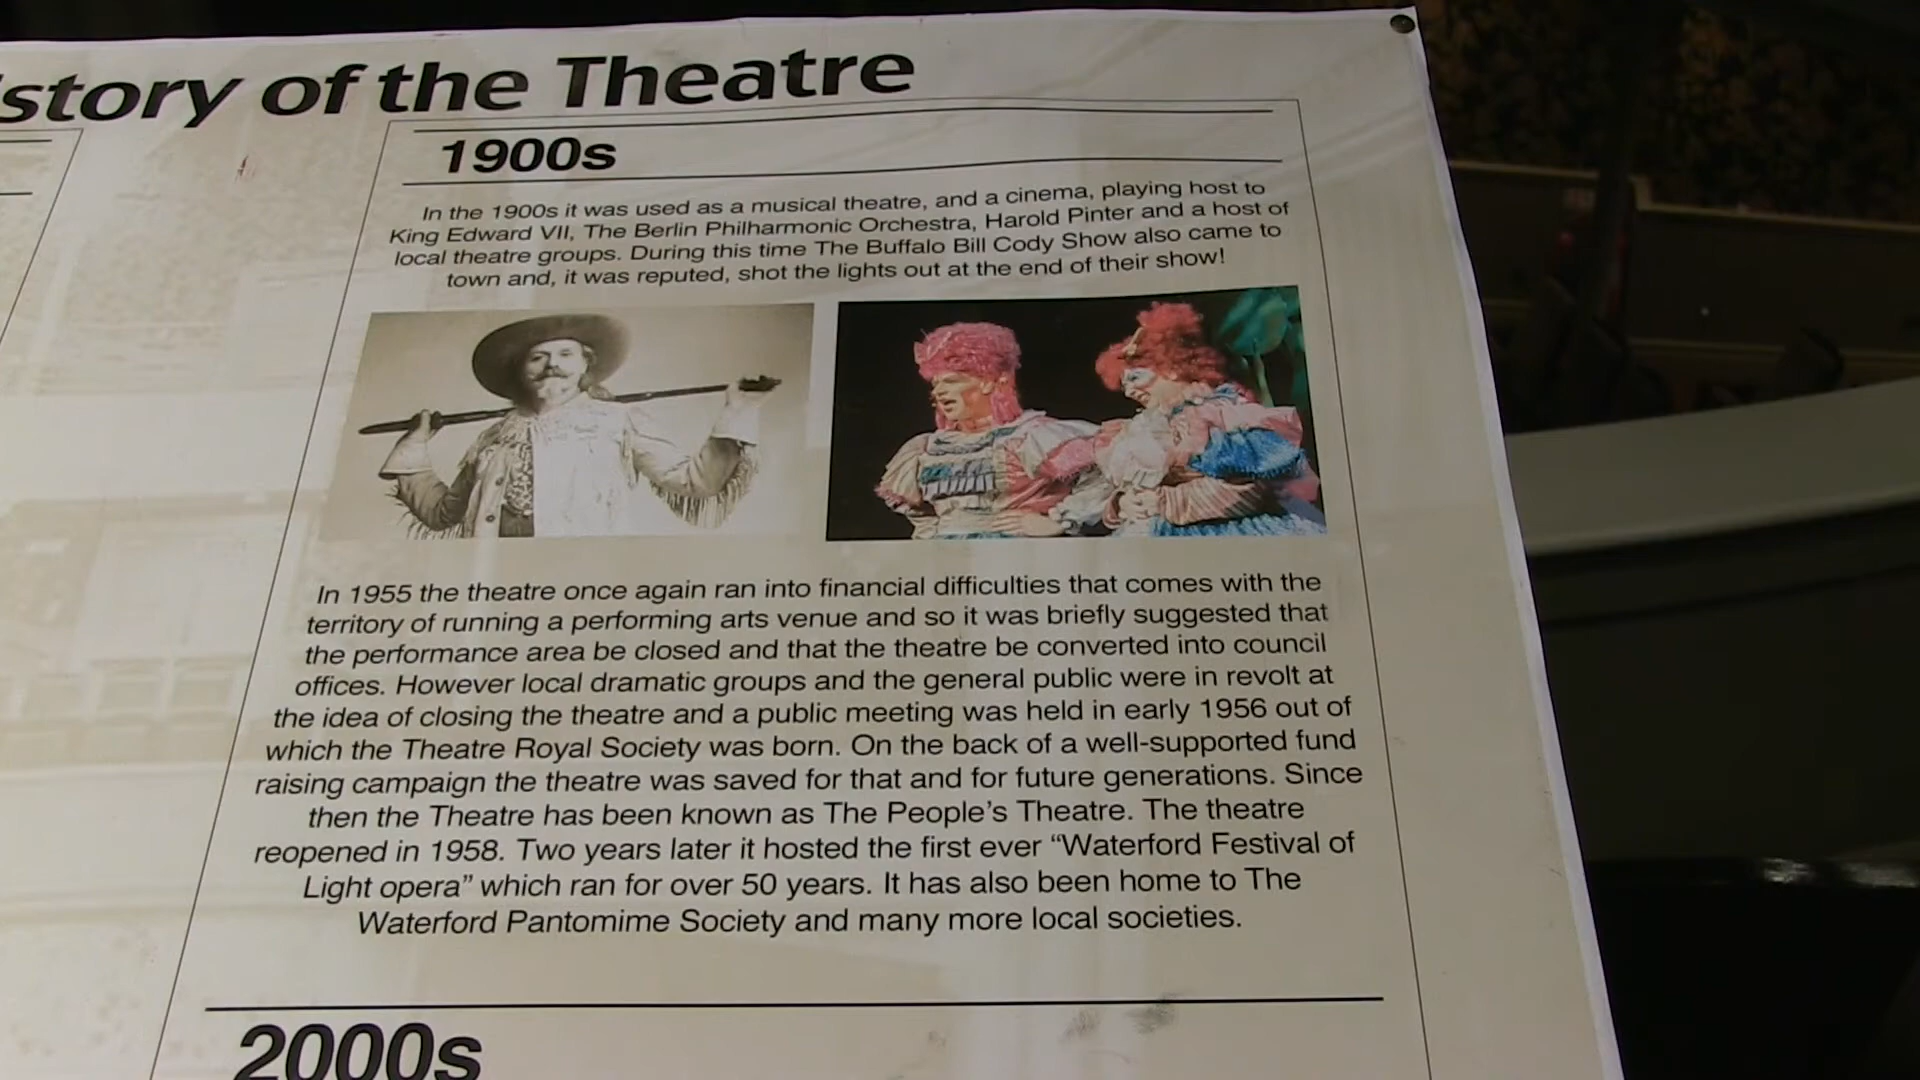 story of the Theatre
1900s
In the 1900s it was used as a musical theatre, and a cinema, playing host to
King Edward VII, The Berlin Philharmonic Orchestra, Harold Pinter and a host of
local theatre groups. During this time The Buffalo Bill Cody Show also came to
town and, it was reputed, shot the lights out at the end of their show!
In 1955 the theatre once again ran into financial difficulties that comes with the
territory of running a performing arts venue and so it was briefly suggested that
the performance area be closed and that the theatre be converted into council
offices. However local dramatic groups and the general public were in revolt at
the idea of closing the theatre and a public meeting was held in early 1956 out of
which the Theatre Royal Society was born. On the back of a well-supported fund
raising campaign the theatre was saved for that and for future generations. Since
then the Theatre has been known as The People's Theatre. The theatre
reopened in 1958. Two years later it hosted the first ever “Waterford Festival of
Light opera” which ran for over 50 years. It has also been home to The
Waterford Pantomime Society and many more local societies.
2000s